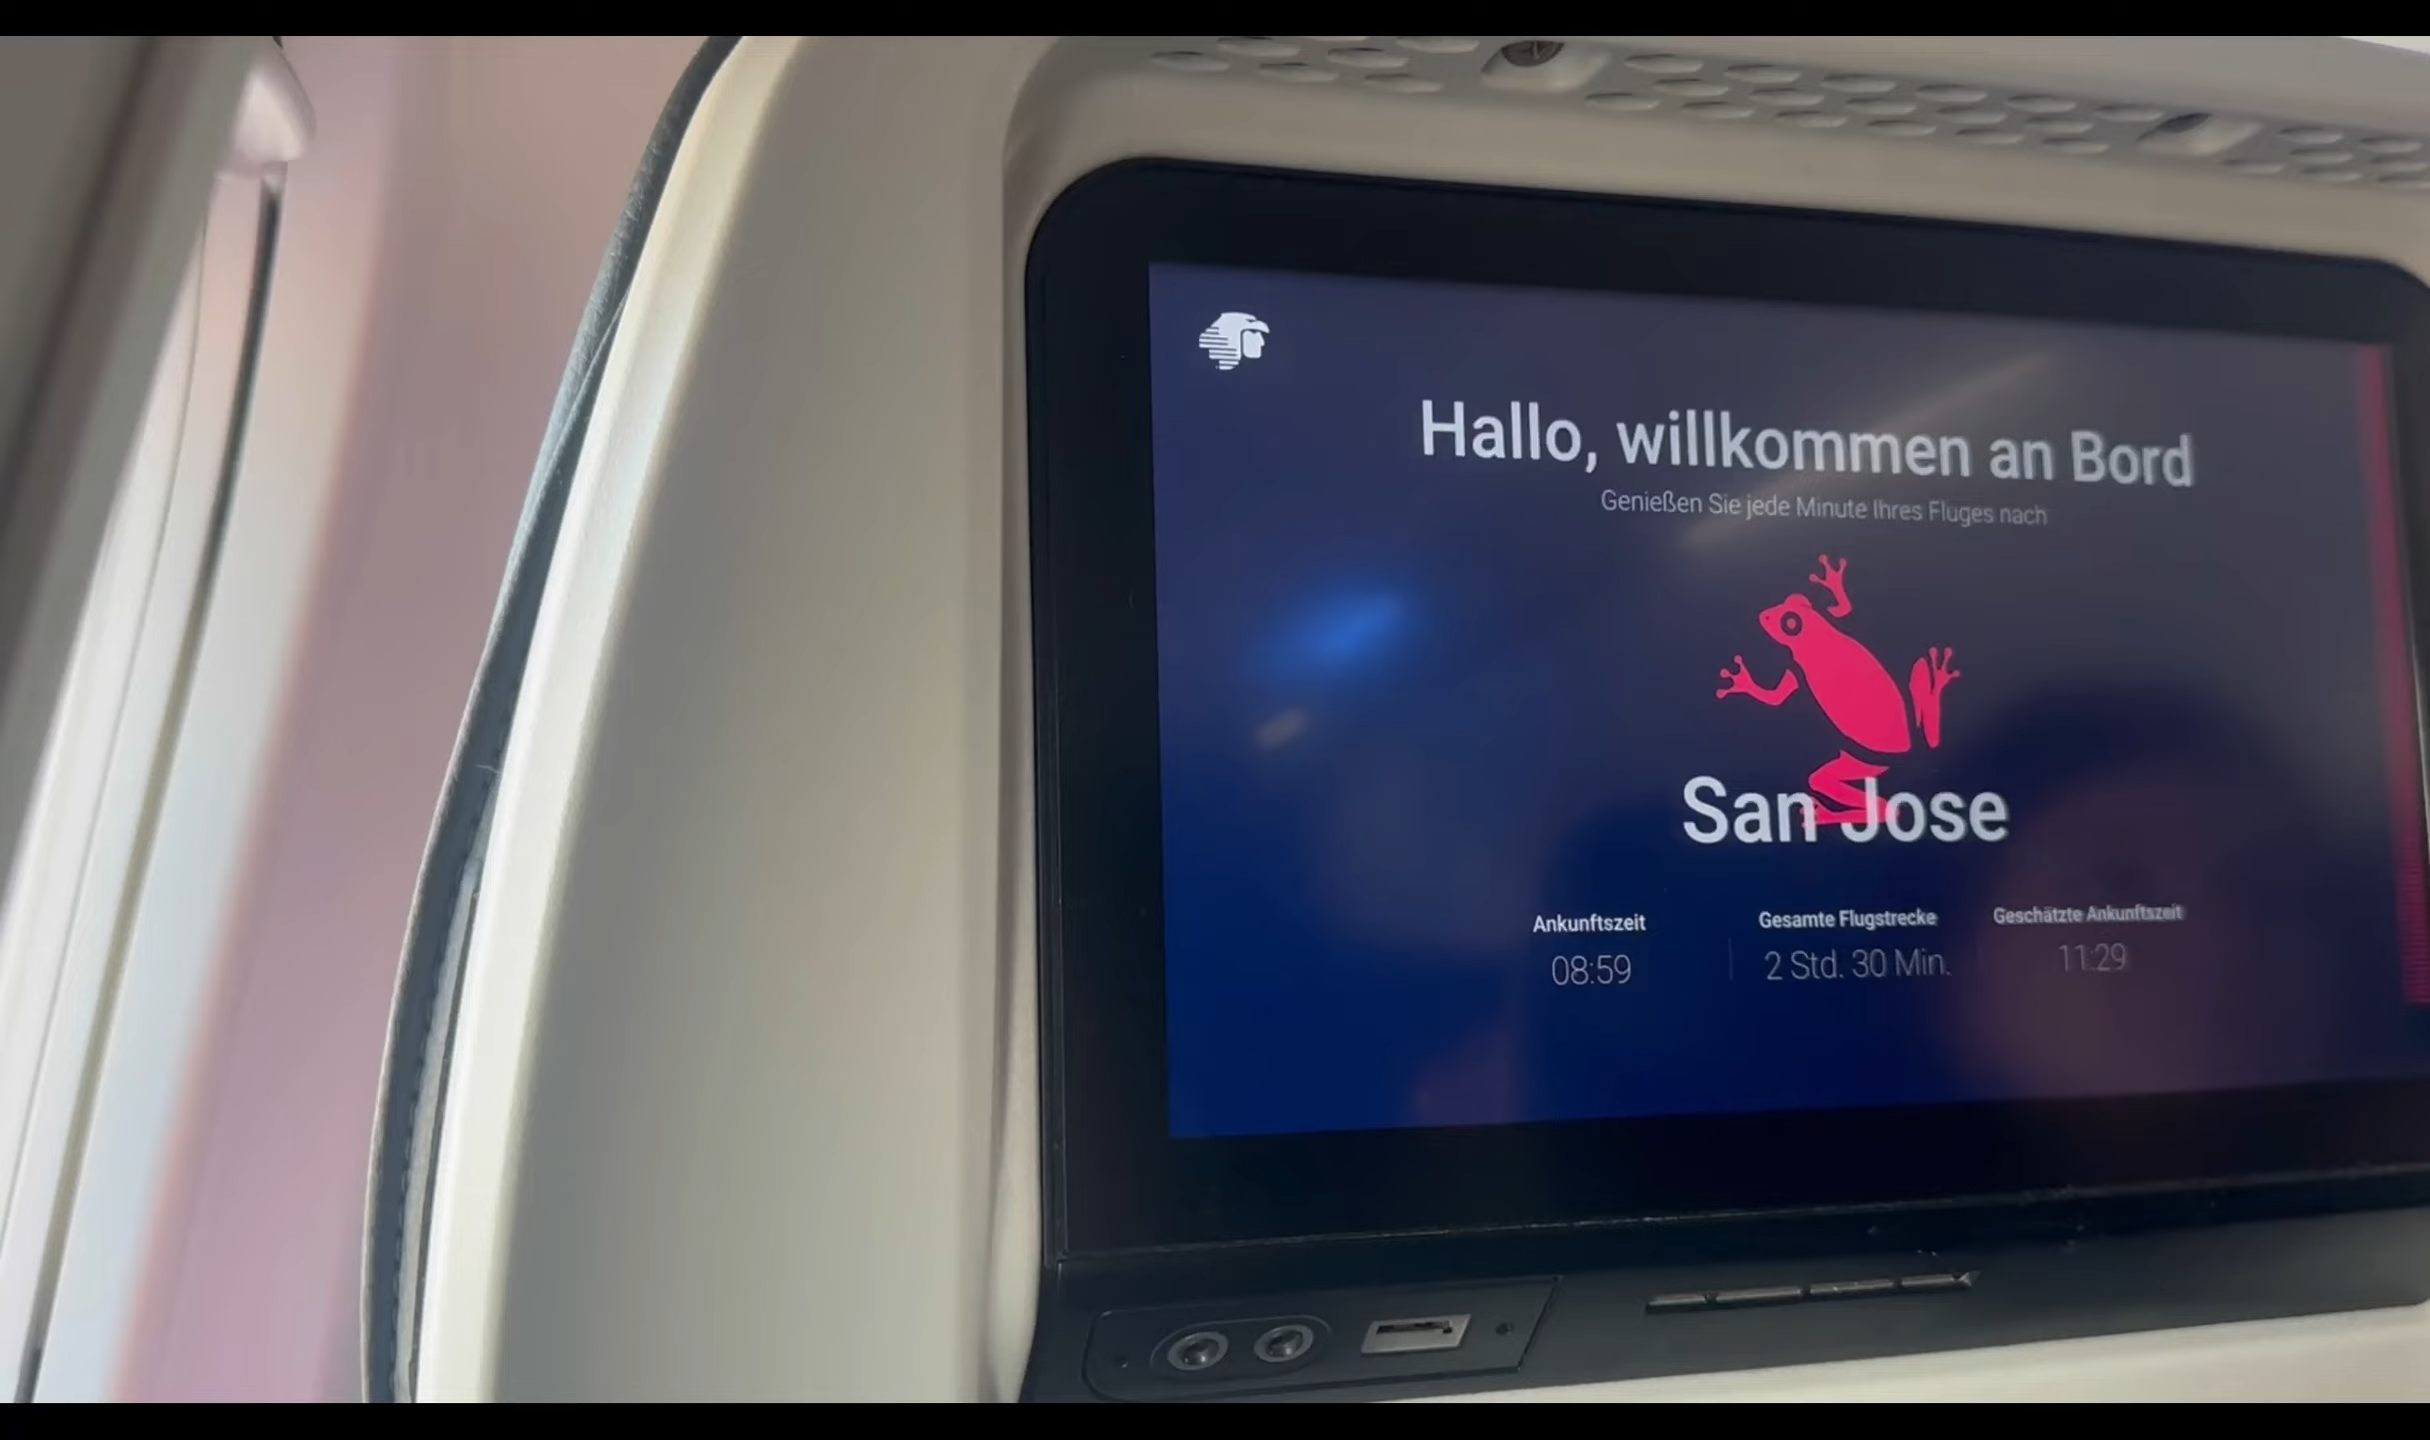 Hallo, willkommen an Bord
Genießen Sie jede Minute Ihres Fluges nach
San Jose
Ankunftszeit
08:59
Gesamte Flugstrecke
2 Std. 30 Min.
Geschätzte Ankunftszeit
11:29